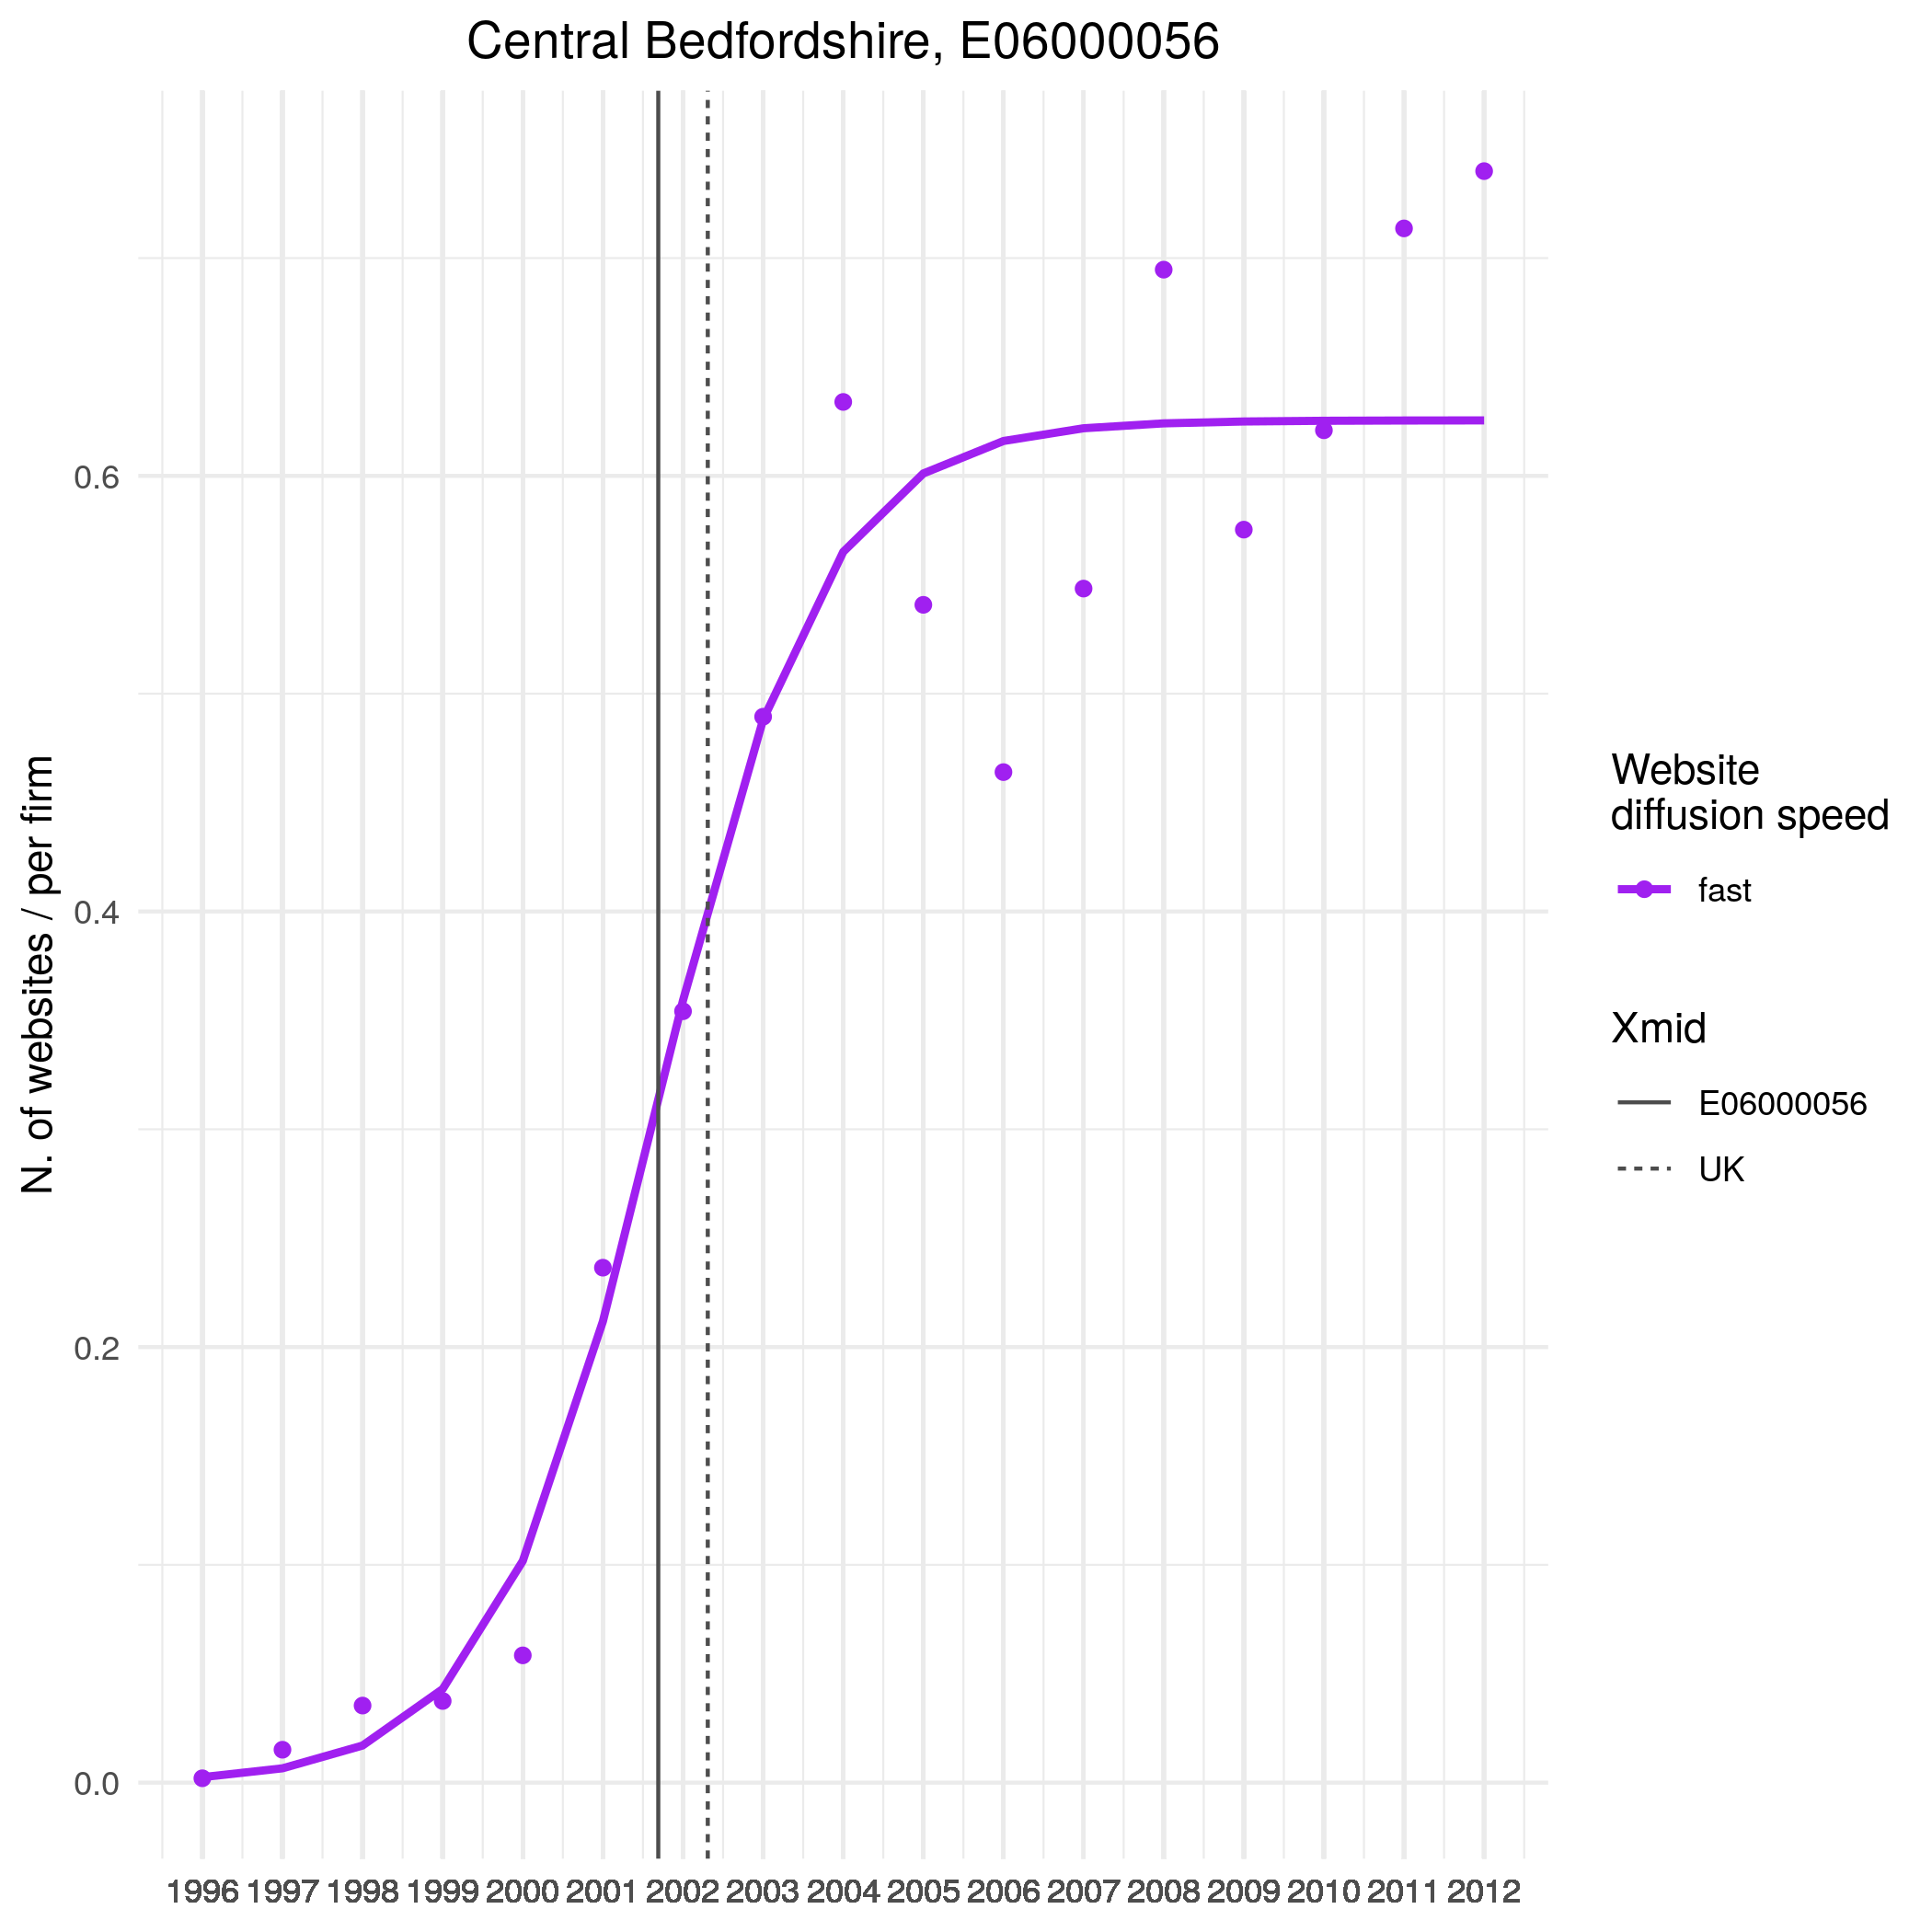 Central Bedfordshire, E06000056
N. of websites / per firm
0.6
0.4
0.2
0.0
1996 1997 1998 1999 2000 2001 2002 2003 2004 2005 2006 2007 2008 2009 2010 2011 2012
Website
diffusion speed
fast
Xmid
E06000056
UK